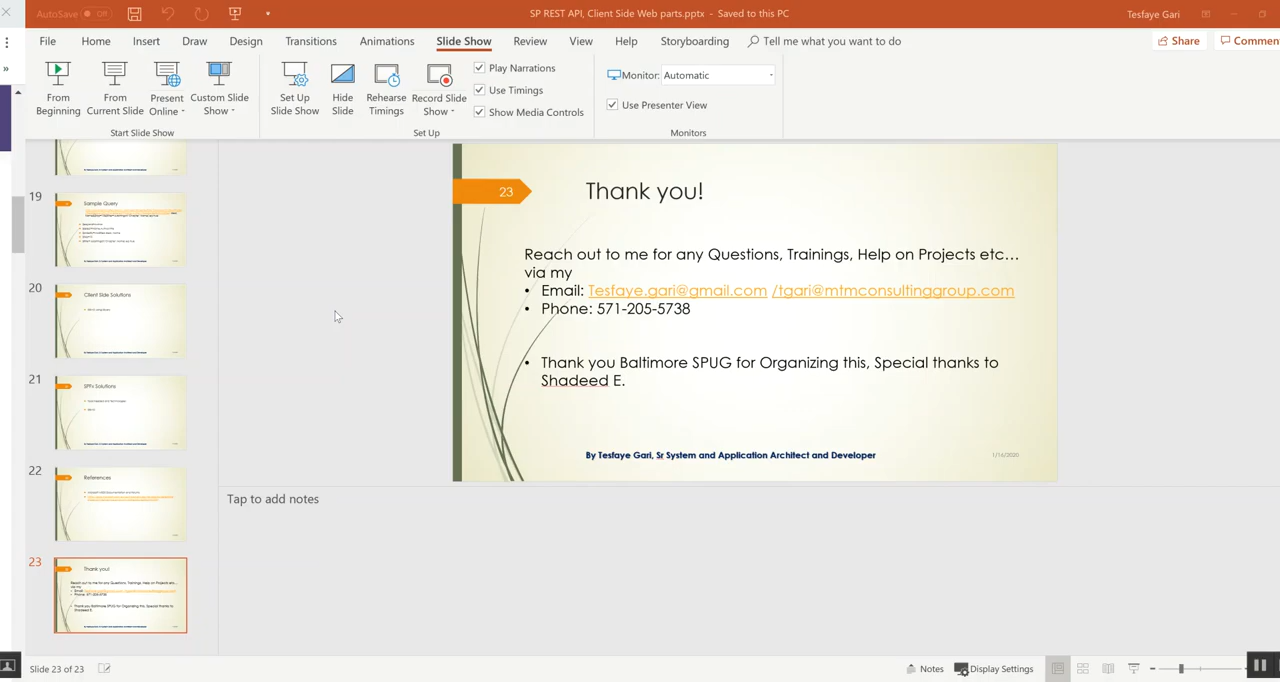 AutoSave Off
SP REST API, Client Side Web parts.pptx - Saved to this PC
Tesfaye Gari
File Home Insert Draw Design Transitions Animations Slide Show Review View Help Storyboarding Tell me what you want to do Share Commen
From Beginning
From Current Slide
Present Online
Custom Slide Show
Set Up Slide Show
Hide Slide
Rehearse Timings
Record Slide Show
Play Narrations
Use Timings
Show Media Controls
Monitor: Automatic
Use Presenter View
Start Slide Show
Set Up
Monitors
19
Sample Query
20
Client Side Solutions
21
SPFx Solutions
22
References
23
Thank you!
23
Thank you!
Reach out to me for any Questions, Trainings, Help on Projects etc…
via my
• Email: Tesfaye.gari@gmail.com /tgari@mtmconsultinggroup.com
• Phone: 571-205-5738
• Thank you Baltimore SPUG for Organizing this, Special thanks to
Shadeed E.
By Tesfaye Gari, Sr System and Application Architect and Developer
1/16/2020
Tap to add notes
Slide 23 of 23
Notes
Display Settings